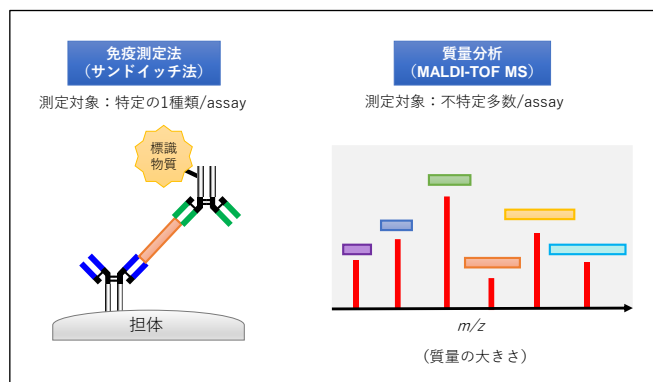 免疫測定法
（サンドイッチ法）
測定対象：特定の1種類/assay
標識
物質
担体
質量分析
（MALDI-TOF MS）
測定対象：不特定多数/assay
m/z
（質量の大きさ）